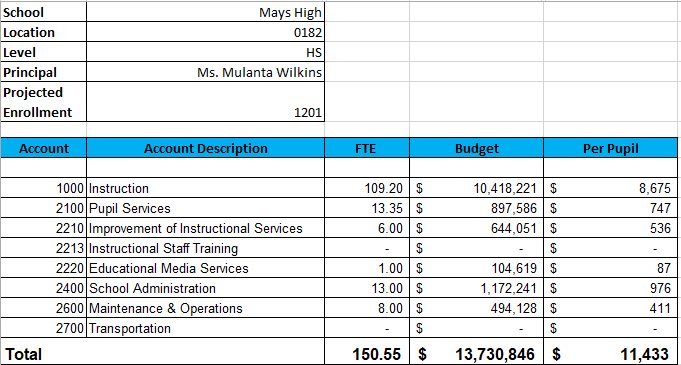 School Mays High
Location 0182
Level HS
Principal Ms. Mulanta Wilkins
Projected
Enrollment 1201
Account Account Description FTE Budget Per Pupil
1000 Instruction 109.20 $ 10,418,221 $ 8,675
2100 Pupil Services 13.35 $ 897,586 $ 747
2210 Improvement of Instructional Services 6.00 $ 644,051 $ 536
2213 Instructional Staff Training - $ - $ -
2220 Educational Media Services 1.00 $ 104,619 $ 87
2400 School Administration 13.00 $ 1,172,241 $ 976
2600 Maintenance & Operations 8.00 $ 494,128 $ 411
2700 Transportation - $ - $ -
Total 150.55 $ 13,730,846 $ 11,433